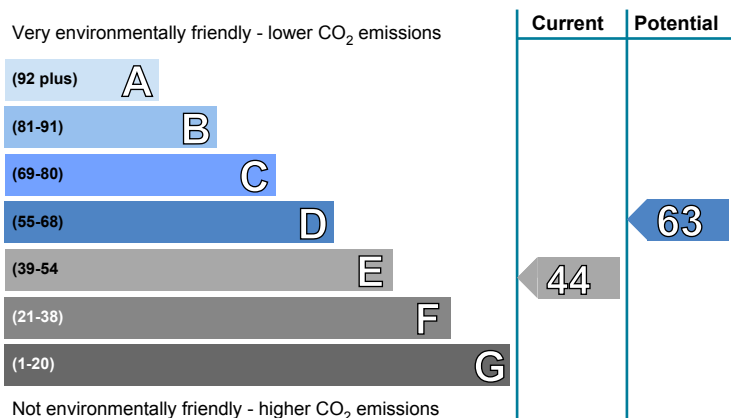 Very environmentally friendly - lower CO2 emissions
Current
Potential
(92 plus) A
(81-91) B
(69-80) C
(55-68) D
63
(39-54 E
44
(21-38) F
(1-20) G
Not environmentally friendly - higher CO2 emissions